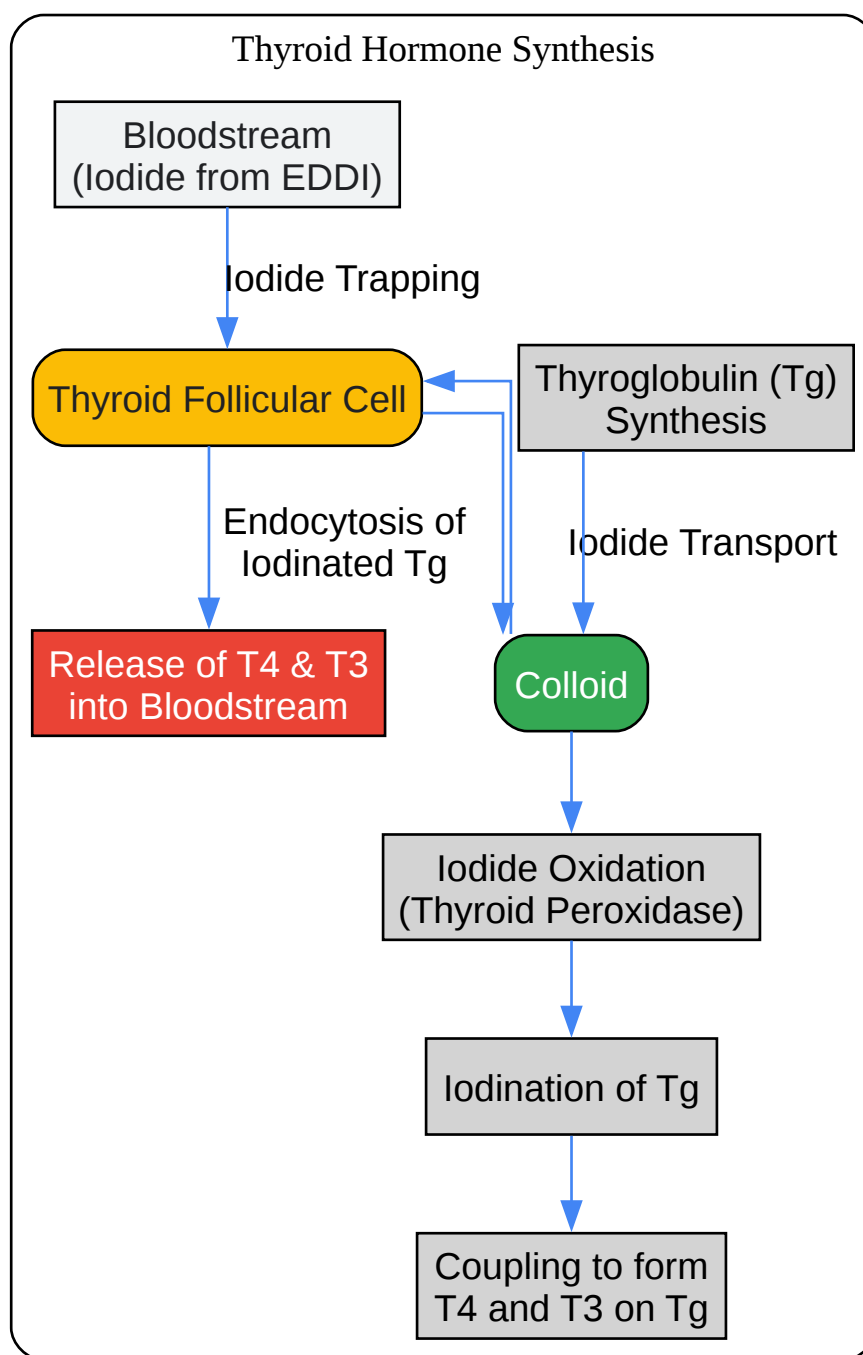 Thyroid Hormone Synthesis
Bloodstream
(Iodide from EDDI)
Iodide Trapping
Thyroid Follicular Cell
Thyroglobulin (Tg)
Synthesis
Endocytosis of
Iodinated Tg
Iodide Transport
Release of T4 & T3
into Bloodstream
Colloid
Iodide Oxidation
(Thyroid Peroxidase)
Iodination of Tg
Coupling to form
T4 and T3 on Tg